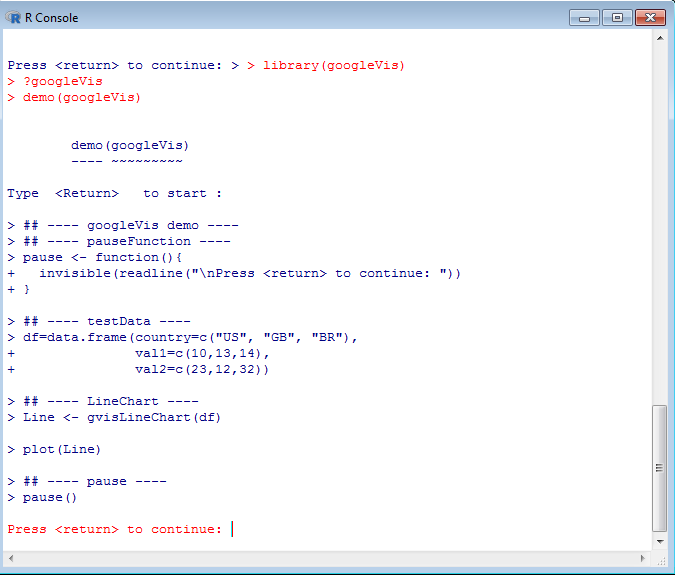 R Console
Press <return> to continue: > > library(googleVis)
> ?googleVis
> demo(googleVis)
        demo(googleVis)
        ---- ~~~~~~~~~
Type  <Return>   to start :
> ## ---- googleVis demo ----
> ## ---- pauseFunction ----
> pause <- function(){
+   invisible(readline("\nPress <return> to continue: "))
+ }
> ## ---- testData ----
> df=data.frame(country=c("US", "GB", "BR"),
+               val1=c(10,13,14),
+               val2=c(23,12,32))
> ## ---- LineChart ----
> Line <- gvisLineChart(df)
> plot(Line)
> ## ---- pause ----
> pause()
Press <return> to continue: